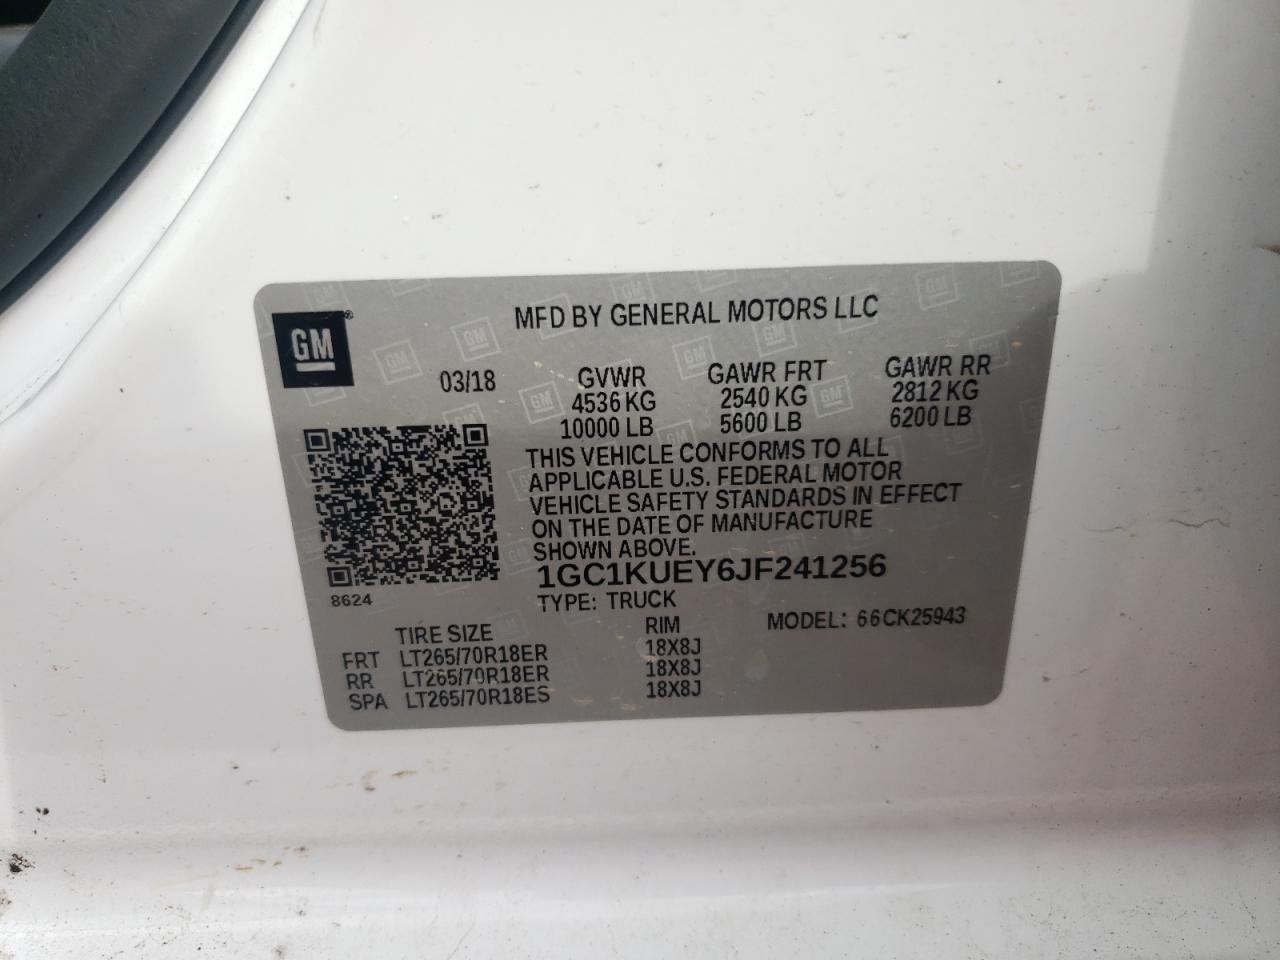 MFD BY GENERAL MOTORS LLC
GM®
03/18 GVWR GAWR FRT GAWR RR
4536 KG 2540 KG 2812 KG
10000 LB 5600 LB 6200 LB
THIS VEHICLE CONFORMS TO ALL
APPLICABLE U.S. FEDERAL MOTOR
VEHICLE SAFETY STANDARDS IN EFFECT
ON THE DATE OF MANUFACTURE
SHOWN ABOVE.
1GC1KUEY6JF241256
8624
TYPE: TRUCK MODEL: 66CK25943
TIRE SIZE RIM
FRT LT265/70R18ER 18X8J
RR LT265/70R18ER 18X8J
SPA LT265/70R18ES 18X8J